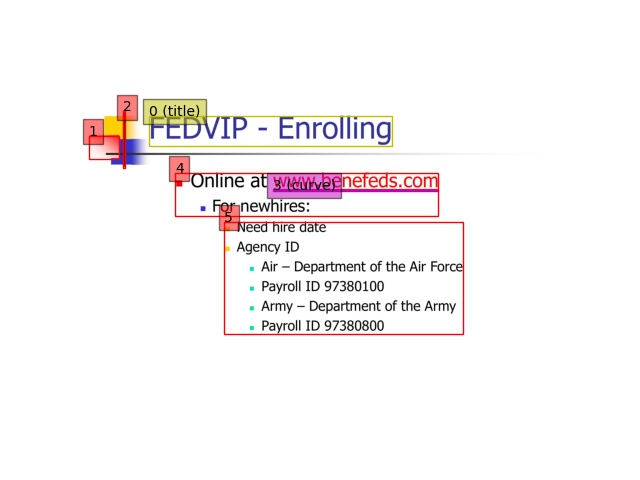 2
0 (title)
1
FEDVIP - Enrolling
4
Online at www.benefeds.com
3 (curve)
For newhires:
5
Need hire date
Agency ID
Air – Department of the Air Force
Payroll ID 97380100
Army – Department of the Army
Payroll ID 97380800